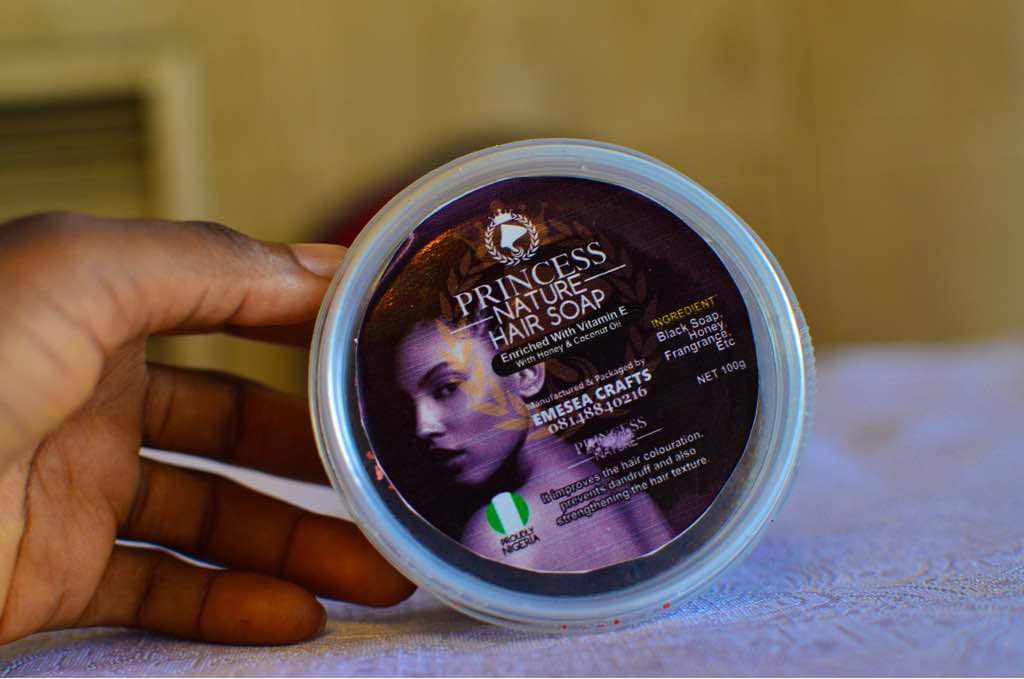 PRINCESS
NATURE
HAIR SOAP
Enriched With Vitamin E
With Honey & Coconut Oil
INGREDIENT
Black Soap,
Honey,
Frangrance,
Etc
NET 100g
Manufactured & Packaged by
EMESEA CRAFTS
08148840216
PRINCESS
NATURE
It improves the hair colouration,
prevents dandruff and also
strengthening the hair texture.
PROUDLY
NIGERIA